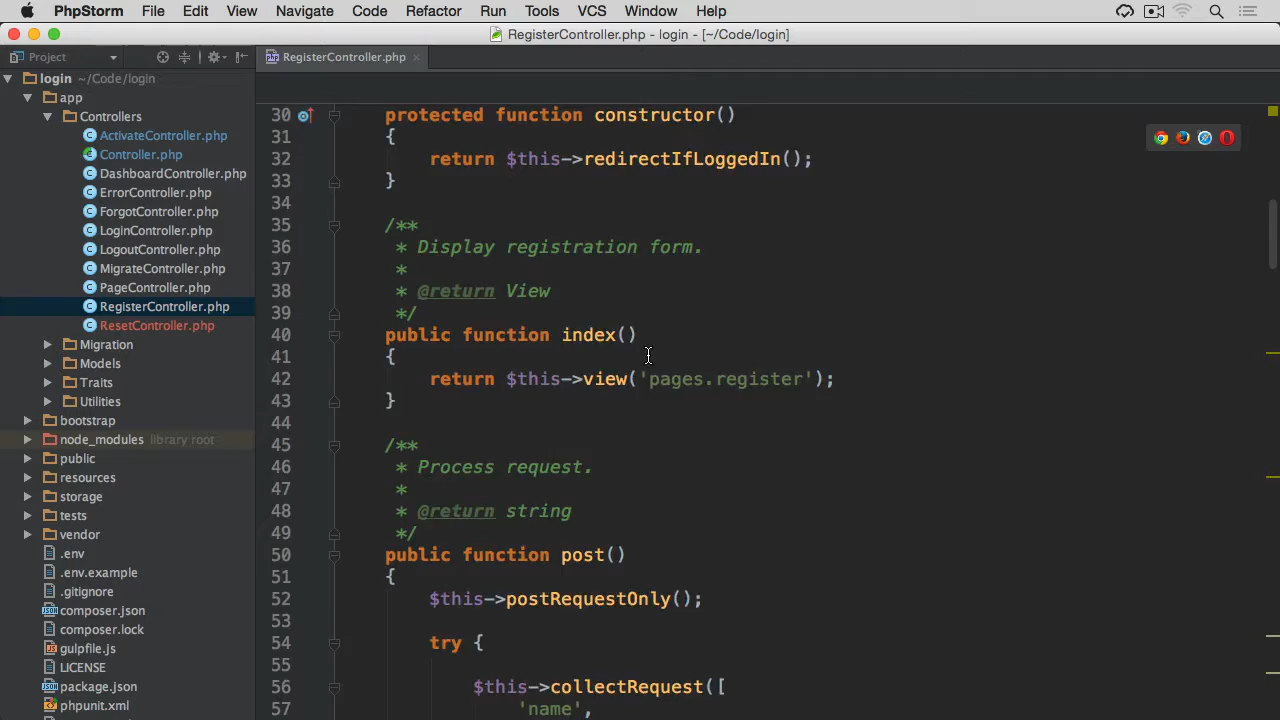 PhpStorm File Edit View Navigate Code Refactor Run Tools VCS Window Help
RegisterController.php - login - [~/Code/login]
Project
RegisterController.php
login ~/Code/login
app
Controllers
ActivateController.php
Controller.php
DashboardController.php
ErrorController.php
ForgotController.php
LoginController.php
LogoutController.php
MigrateController.php
PageController.php
RegisterController.php
ResetController.php
Migration
Models
Traits
Utilities
bootstrap
node_modules library root
public
resources
storage
tests
vendor
.env
.env.example
.gitignore
composer.json
composer.lock
gulpfile.js
LICENSE
package.json
phpunit.xml
30 protected function constructor()
31 {
32 return $this->redirectIfLoggedIn();
33 }
34
35 /**
36 * Display registration form.
37 *
38 * @return View
39 */
40 public function index()
41 {
42 return $this->view('pages.register');
43 }
44
45 /**
46 * Process request.
47 *
48 * @return string
49 */
50 public function post()
51 {
52 $this->postRequestOnly();
53
54 try {
55
56 $this->collectRequest([
57 'name',